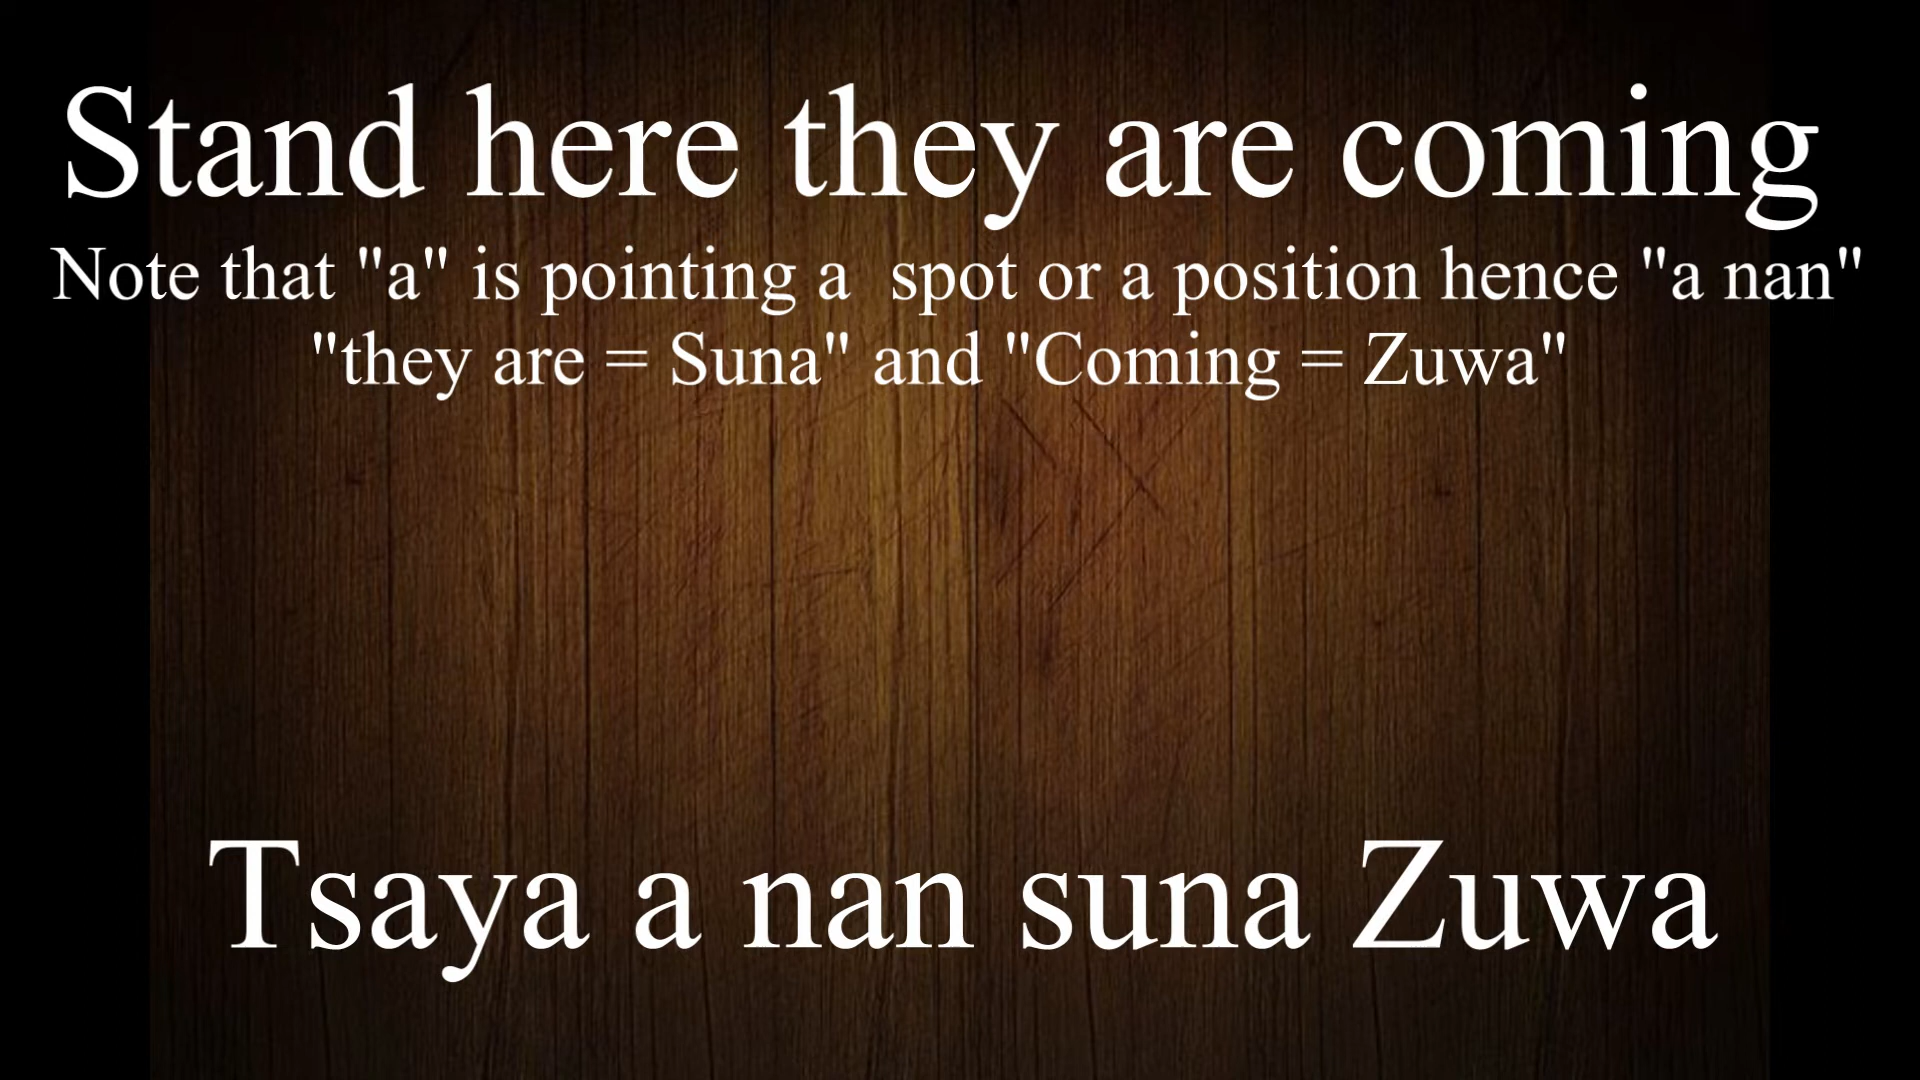 Stand here they are coming
Note that "a" is pointing a  spot or a position hence "a nan"
"they are = Suna" and "Coming = Zuwa"
Tsaya a nan suna Zuwa